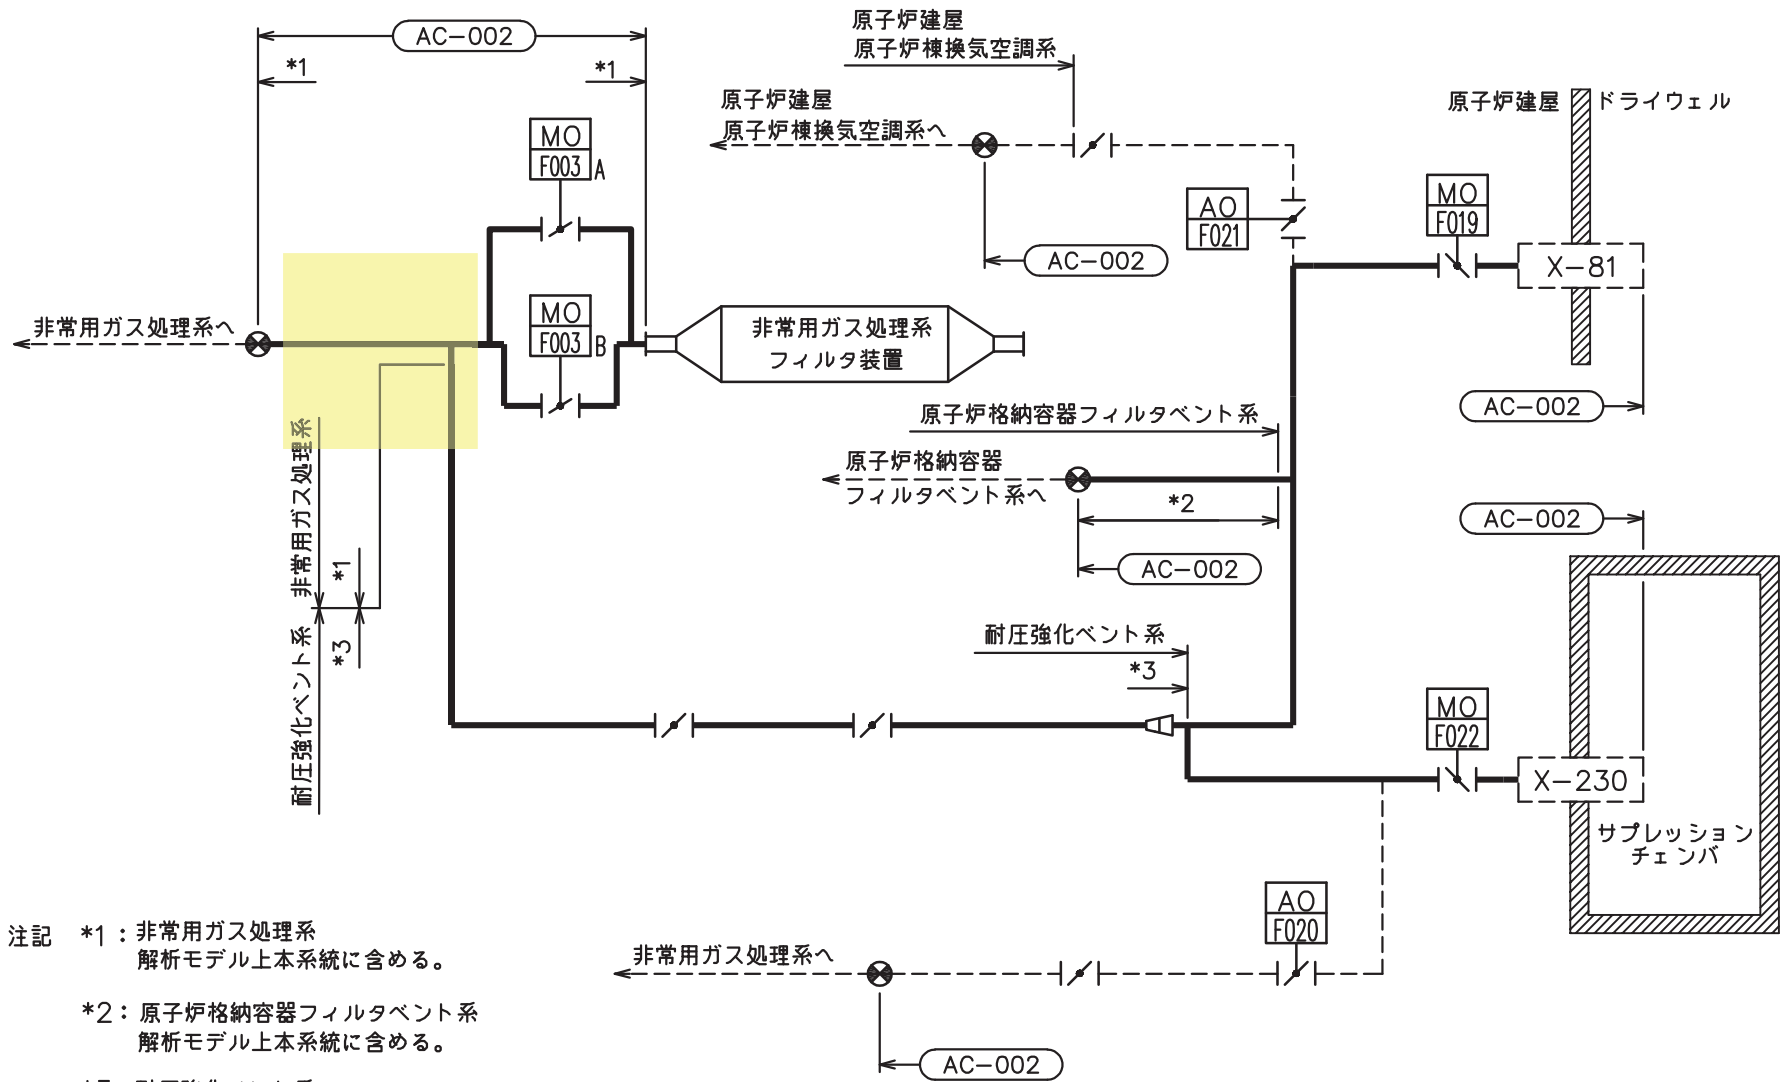 AC-002
*1
*1
原子炉建屋
原子炉棟換気空調系
原子炉建屋
原子炉棟換気空調系へ
原子炉建屋
ドライウェル
MO
F003
A
AO
F021
MO
F019
AC-002
X-81
MO
F003
B
非常用ガス処理系へ
非常用ガス処理系
フィルタ装置
AC-002
原子炉格納容器フィルタベント系
原子炉格納容器
フィルタベント系へ
*2
AC-002
AC-002
非常用ガス処理系
*1
耐圧強化ベント系
*3
耐圧強化ベント系
*3
MO
F022
X-230
サプレッション
チェンバ
AO
F020
非常用ガス処理系へ
AC-002
注記 *1:非常用ガス処理系
解析モデル上本系統に含める。
*2:原子炉格納容器フィルタベント系
解析モデル上本系統に含める。